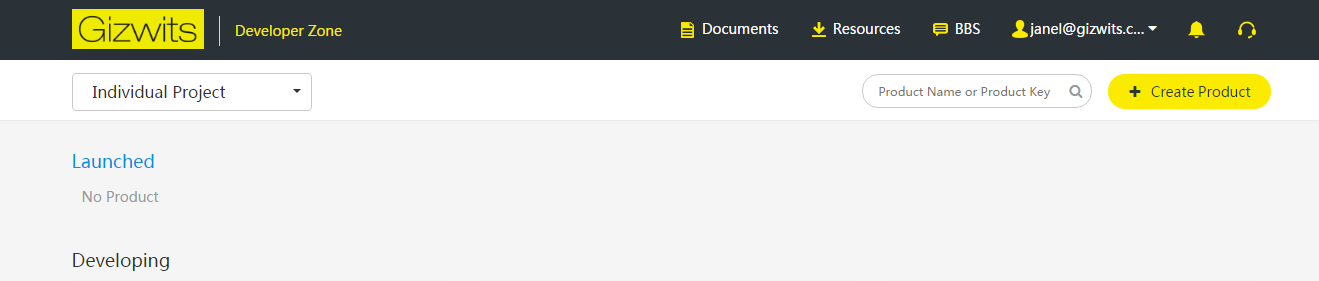 Gizwits Developer Zone Documents Resources BBS janel@gizwits.c...
Individual Project Product Name or Product Key + Create Product
Launched
No Product
Developing